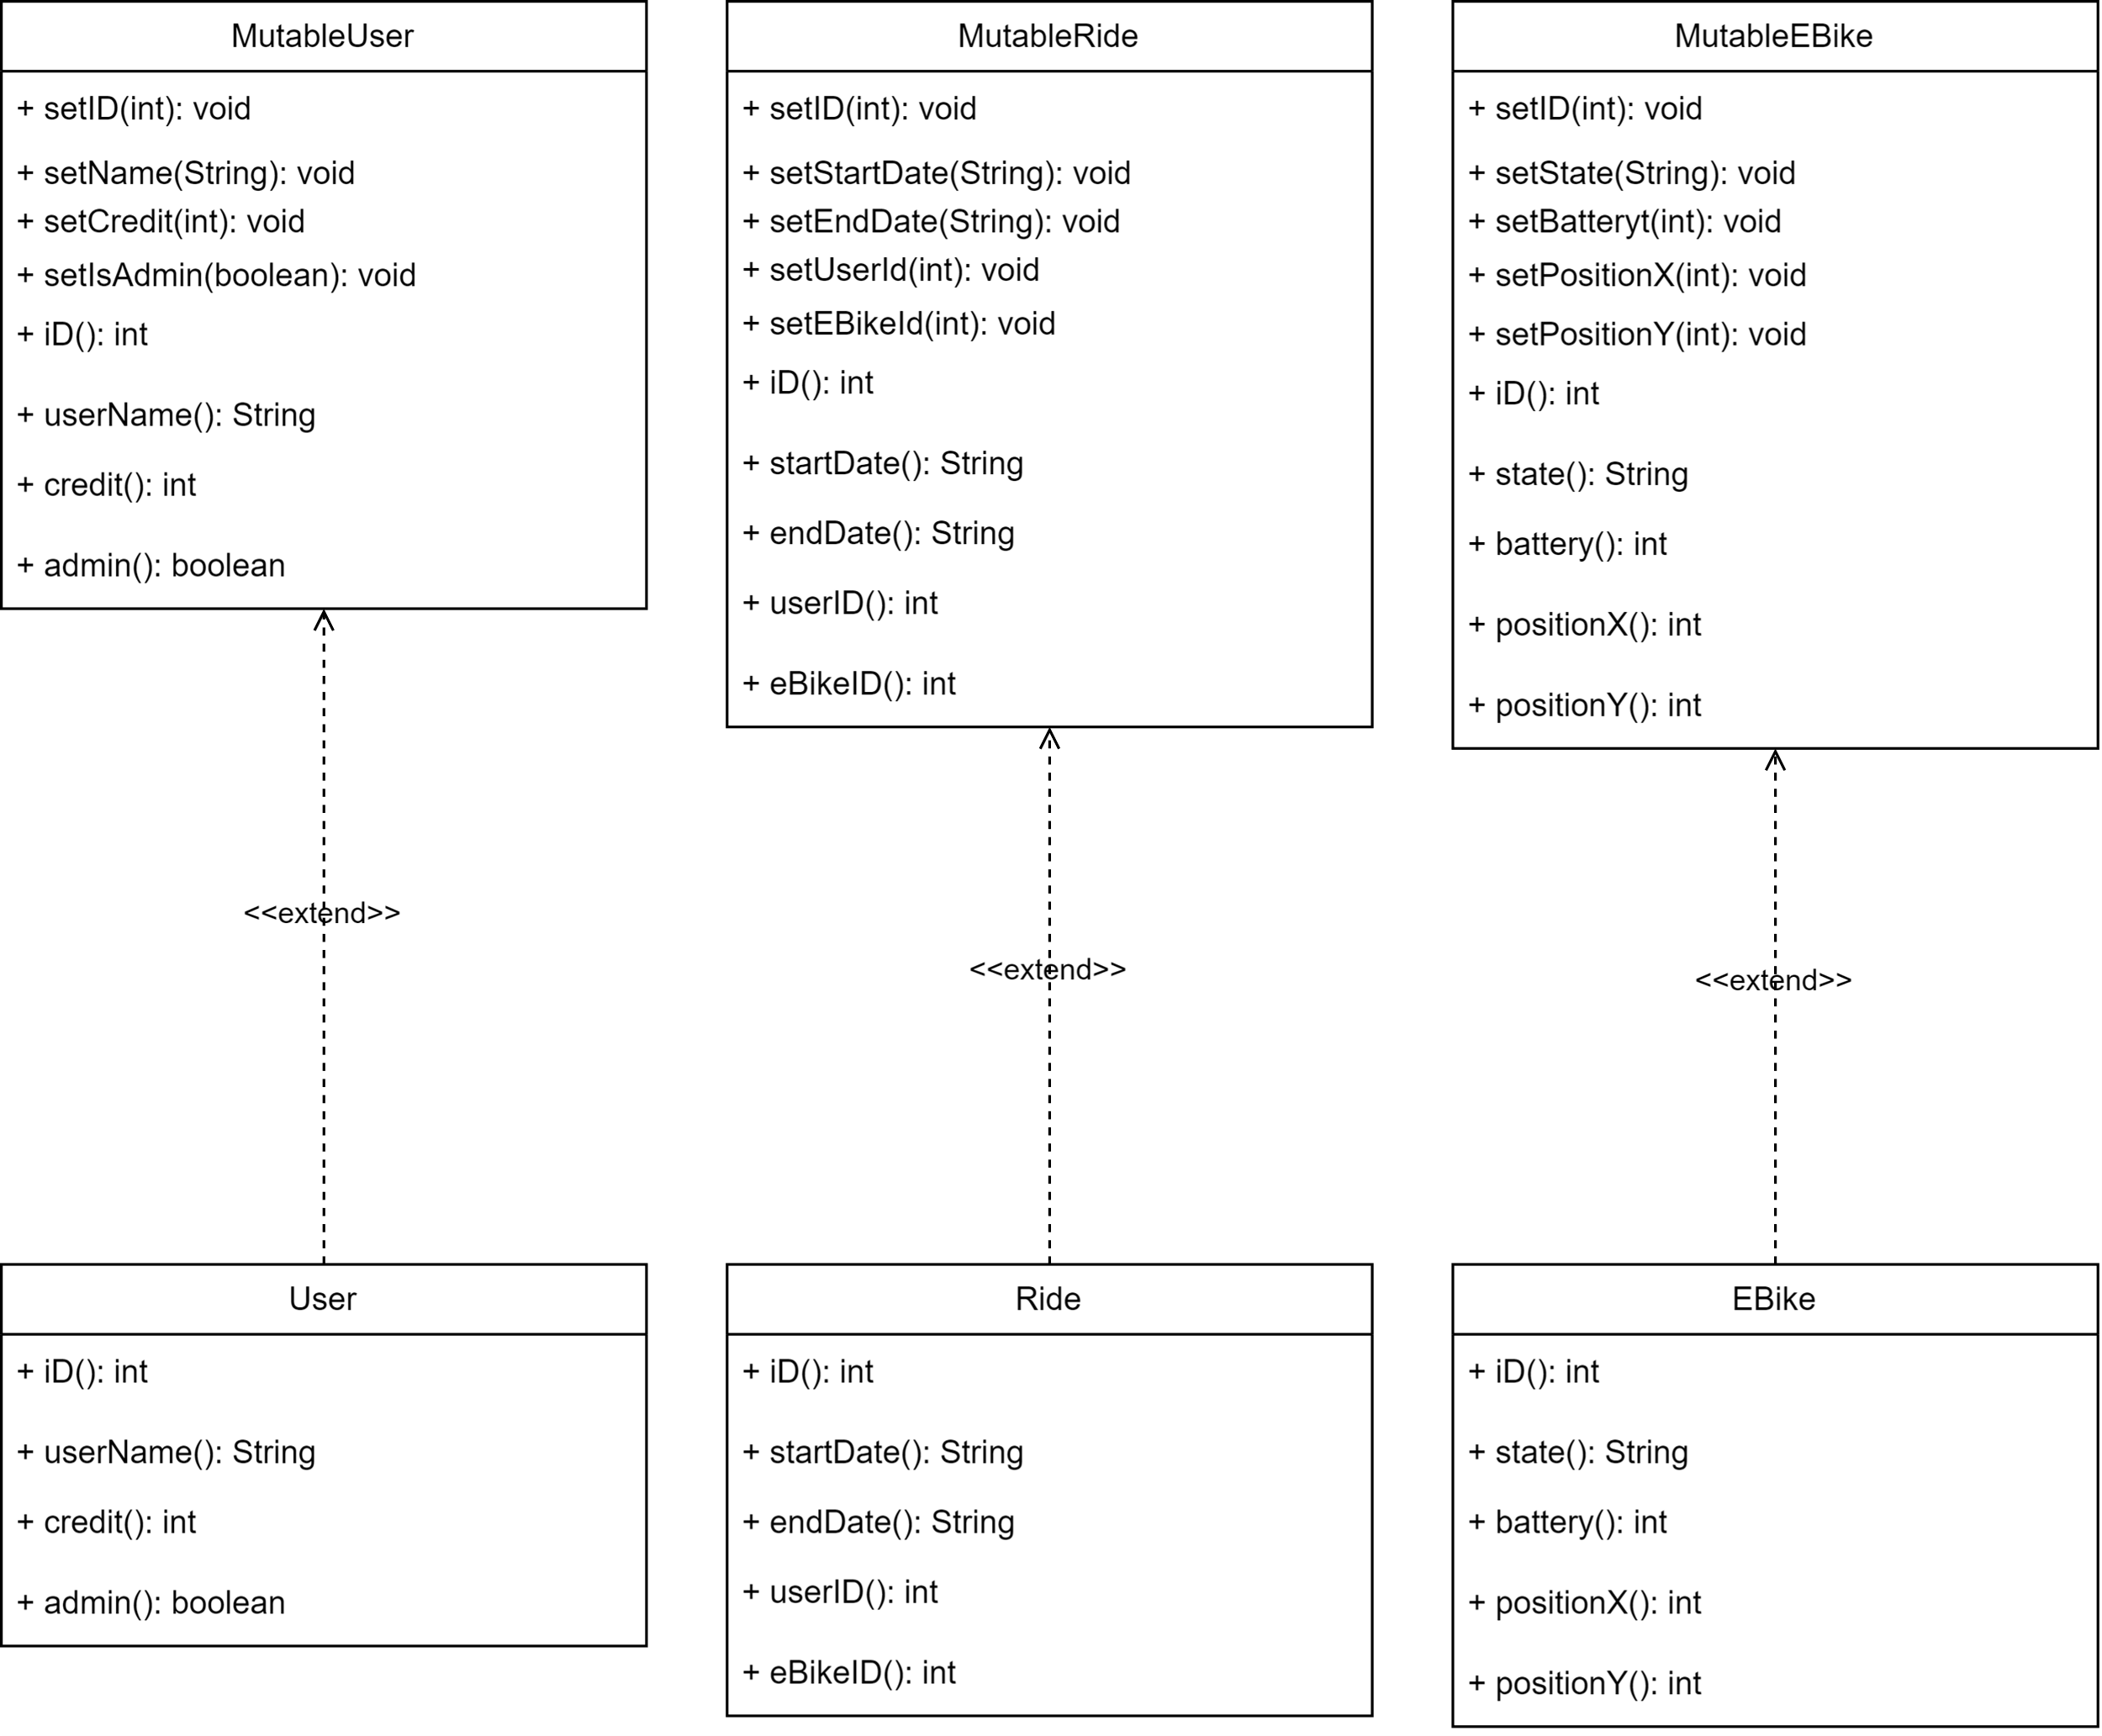 MutableUser
+ setID(int): void
+ setName(String): void
+ setCredit(int): void
+ setIsAdmin(boolean): void
+ iD(): int
+ userName(): String
+ credit(): int
+ admin(): boolean
MutableRide
+ setID(int): void
+ setStartDate(String): void
+ setEndDate(String): void
+ setUserId(int): void
+ setEBikeId(int): void
+ iD(): int
+ startDate(): String
+ endDate(): String
+ userID(): int
+ eBikeID(): int
MutableEBike
+ setID(int): void
+ setState(String): void
+ setBatteryt(int): void
+ setPositionX(int): void
+ setPositionY(int): void
+ iD(): int
+ state(): String
+ battery(): int
+ positionX(): int
+ positionY(): int
<<extend>>
<<extend>>
<<extend>>
User
+ iD(): int
+ userName(): String
+ credit(): int
+ admin(): boolean
Ride
+ iD(): int
+ startDate(): String
+ endDate(): String
+ userID(): int
+ eBikeID(): int
EBike
+ iD(): int
+ state(): String
+ battery(): int
+ positionX(): int
+ positionY(): int